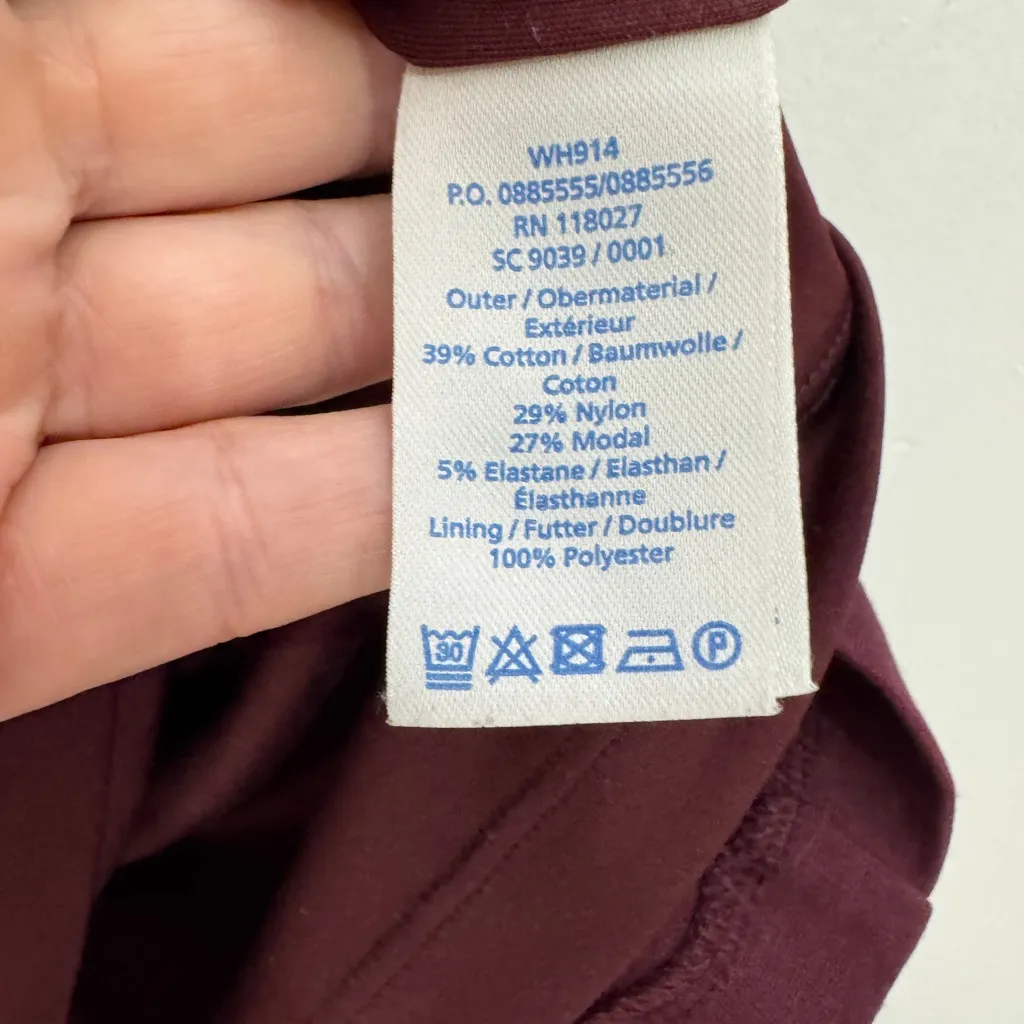 WH914
P.O. 0885555/0885556
RN 118027
SC 9039 / 0001
Outer / Obermaterial /
Extérieur
39% Cotton / Baumwolle /
Coton
29% Nylon
27% Modal
5% Elastane / Elasthan /
Élasthanne
Lining / Futter / Doublure
100% Polyester
30 P